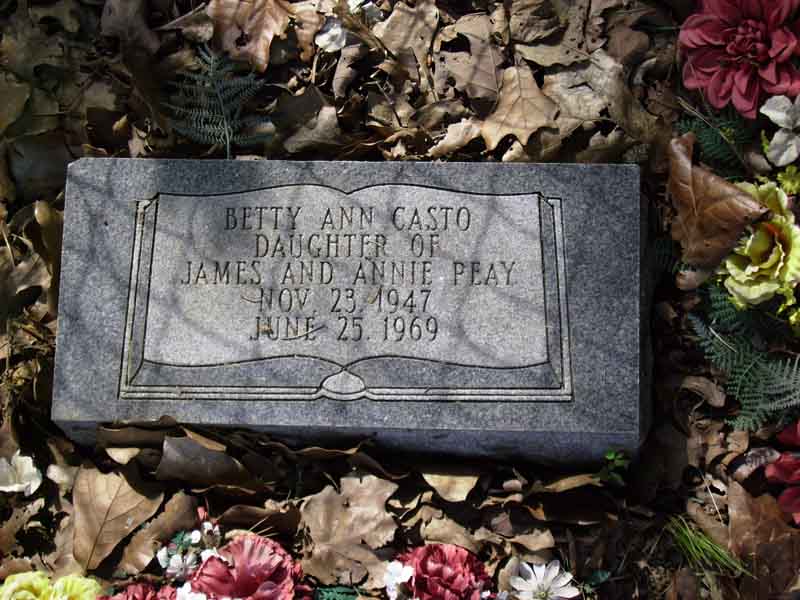 BETTY ANN CASTO
DAUGHTER OF
JAMES AND ANNIE PEAY
NOV 23, 1947
JUNE 25, 1969